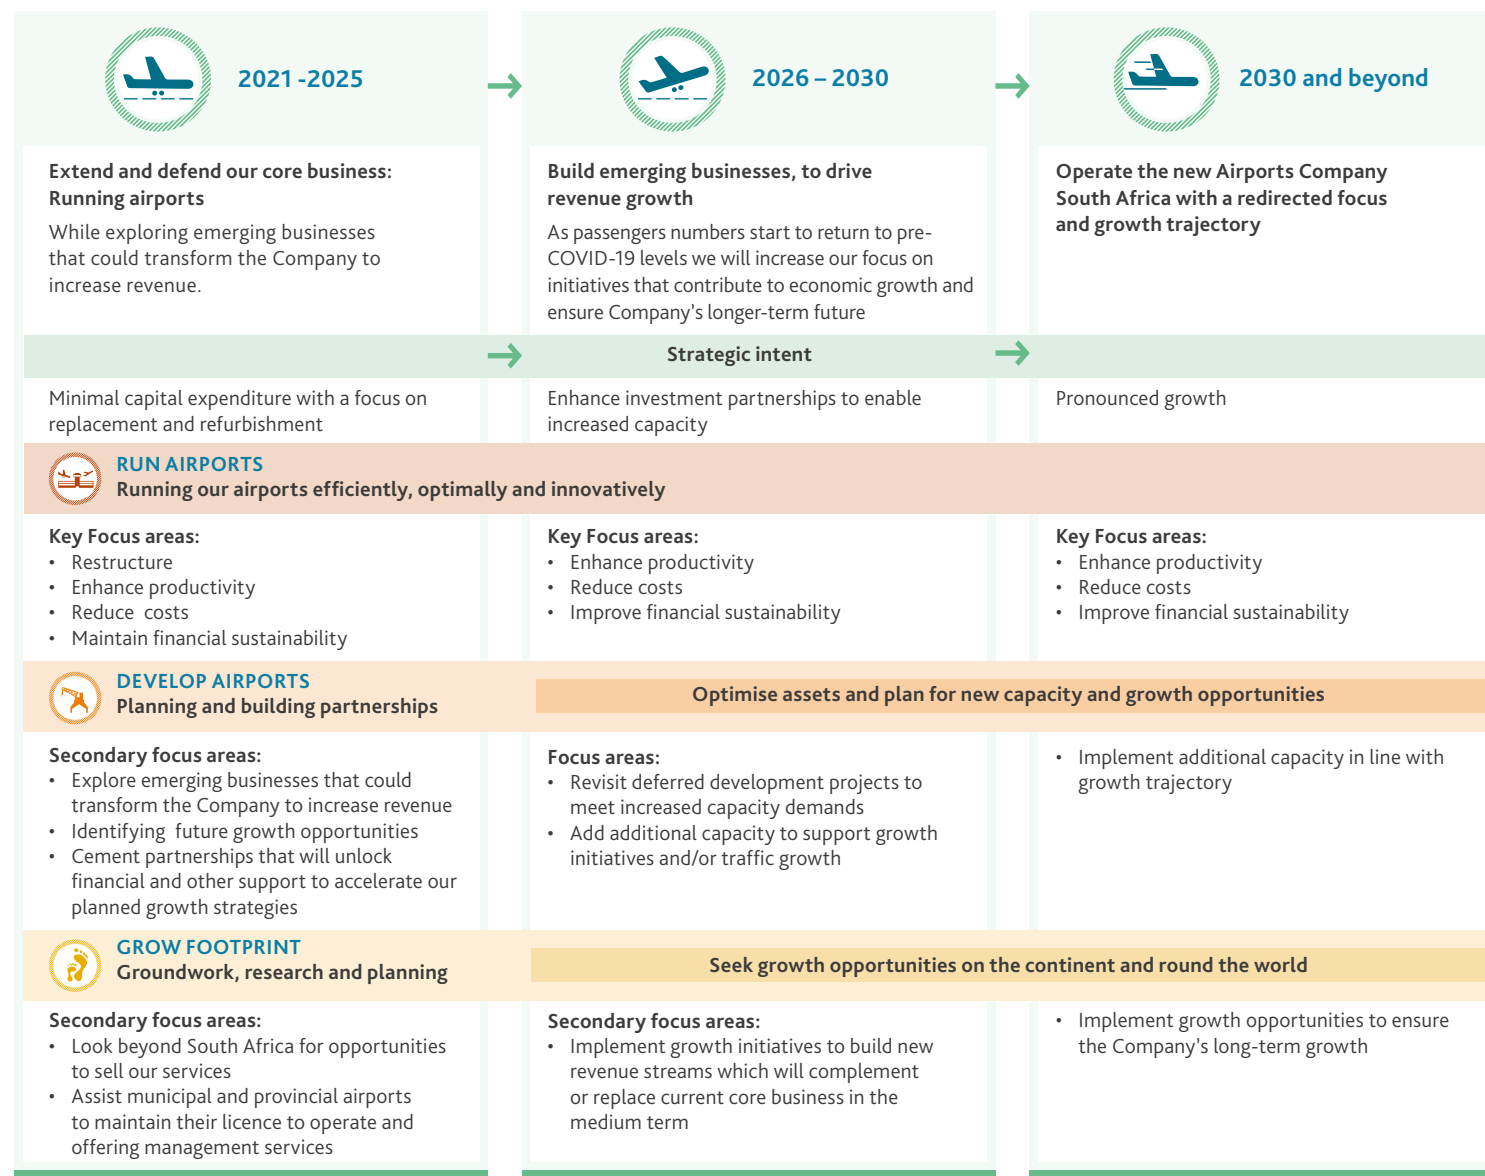 2021 -2025
2026 – 2030
2030 and beyond
Extend and defend our core business:
Running airports
While exploring emerging businesses
that could transform the Company to
increase revenue.
Build emerging businesses, to drive
revenue growth
As passengers numbers start to return to pre-
COVID-19 levels we will increase our focus on
initiatives that contribute to economic growth and
ensure Company's longer-term future
Operate the new Airports Company
South Africa with a redirected focus
and growth trajectory
Strategic intent
Minimal capital expenditure with a focus on
replacement and refurbishment
Enhance investment partnerships to enable
increased capacity
Pronounced growth
RUN AIRPORTS
Running our airports efficiently, optimally and innovatively
Key Focus areas:
• Restructure
• Enhance productivity
• Reduce costs
• Maintain financial sustainability
Key Focus areas:
• Enhance productivity
• Reduce costs
• Improve financial sustainability
Key Focus areas:
• Enhance productivity
• Reduce costs
• Improve financial sustainability
DEVELOP AIRPORTS
Planning and building partnerships
Optimise assets and plan for new capacity and growth opportunities
Secondary focus areas:
• Explore emerging businesses that could
transform the Company to increase revenue
• Identifying future growth opportunities
• Cement partnerships that will unlock
financial and other support to accelerate our
planned growth strategies
Focus areas:
• Revisit deferred development projects to
meet increased capacity demands
• Add additional capacity to support growth
initiatives and/or traffic growth
• Implement additional capacity in line with
growth trajectory
GROW FOOTPRINT
Groundwork, research and planning
Seek growth opportunities on the continent and round the world
Secondary focus areas:
• Look beyond South Africa for opportunities
to sell our services
• Assist municipal and provincial airports
to maintain their licence to operate and
offering management services
Secondary focus areas:
• Implement growth initiatives to build new
revenue streams which will complement
or replace current core business in the
medium term
• Implement growth opportunities to ensure
the Company's long-term growth